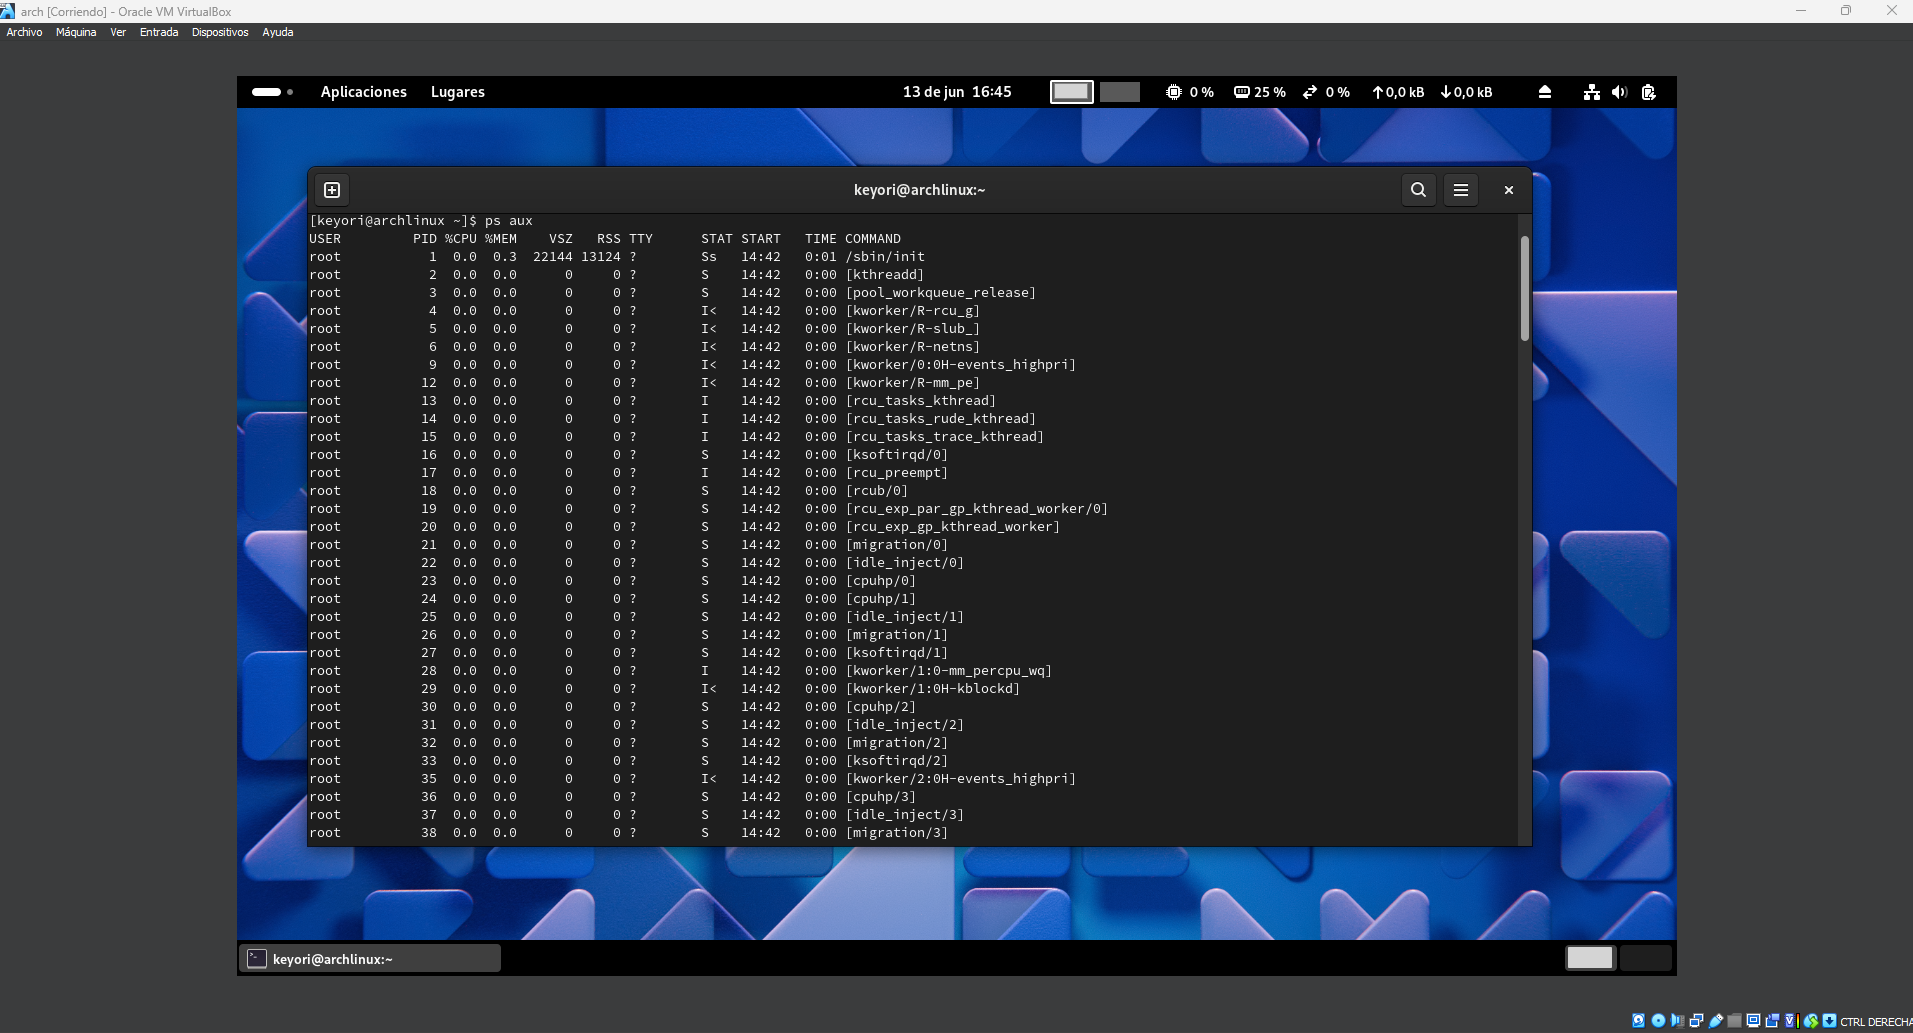 arch [Corriendo] - Oracle VM VirtualBox
Archivo Máquina Ver Entrada Dispositivos Ayuda
Aplicaciones Lugares 13 de jun 16:45 0 % 25 % 0 % 0,0 kB 0,0 kB
keyori@archlinux:~
[keyori@archlinux ~]$ ps aux
USER PID %CPU %MEM VSZ RSS TTY STAT START TIME COMMAND
root 1 0.0 0.3 22144 13124 ? Ss 14:42 0:01 /sbin/init
root 2 0.0 0.0 0 0 ? S 14:42 0:00 [kthreadd]
root 3 0.0 0.0 0 0 ? S 14:42 0:00 [pool_workqueue_release]
root 4 0.0 0.0 0 0 ? I< 14:42 0:00 [kworker/R-rcu_g]
root 5 0.0 0.0 0 0 ? I< 14:42 0:00 [kworker/R-slub_]
root 6 0.0 0.0 0 0 ? I< 14:42 0:00 [kworker/R-netns]
root 9 0.0 0.0 0 0 ? I< 14:42 0:00 [kworker/0:0H-events_highpri]
root 12 0.0 0.0 0 0 ? I< 14:42 0:00 [kworker/R-mm_pe]
root 13 0.0 0.0 0 0 ? I 14:42 0:00 [rcu_tasks_kthread]
root 14 0.0 0.0 0 0 ? I 14:42 0:00 [rcu_tasks_rude_kthread]
root 15 0.0 0.0 0 0 ? I 14:42 0:00 [rcu_tasks_trace_kthread]
root 16 0.0 0.0 0 0 ? S 14:42 0:00 [ksoftirqd/0]
root 17 0.0 0.0 0 0 ? I 14:42 0:00 [rcu_preempt]
root 18 0.0 0.0 0 0 ? S 14:42 0:00 [rcub/0]
root 19 0.0 0.0 0 0 ? S 14:42 0:00 [rcu_exp_par_gp_kthread_worker/0]
root 20 0.0 0.0 0 0 ? S 14:42 0:00 [rcu_exp_gp_kthread_worker]
root 21 0.0 0.0 0 0 ? S 14:42 0:00 [migration/0]
root 22 0.0 0.0 0 0 ? S 14:42 0:00 [idle_inject/0]
root 23 0.0 0.0 0 0 ? S 14:42 0:00 [cpuhp/0]
root 24 0.0 0.0 0 0 ? S 14:42 0:00 [cpuhp/1]
root 25 0.0 0.0 0 0 ? S 14:42 0:00 [idle_inject/1]
root 26 0.0 0.0 0 0 ? S 14:42 0:00 [migration/1]
root 27 0.0 0.0 0 0 ? S 14:42 0:00 [ksoftirqd/1]
root 28 0.0 0.0 0 0 ? I 14:42 0:00 [kworker/1:0-mm_percpu_wq]
root 29 0.0 0.0 0 0 ? I< 14:42 0:00 [kworker/1:0H-kblockd]
root 30 0.0 0.0 0 0 ? S 14:42 0:00 [cpuhp/2]
root 31 0.0 0.0 0 0 ? S 14:42 0:00 [idle_inject/2]
root 32 0.0 0.0 0 0 ? S 14:42 0:00 [migration/2]
root 33 0.0 0.0 0 0 ? S 14:42 0:00 [ksoftirqd/2]
root 35 0.0 0.0 0 0 ? I< 14:42 0:00 [kworker/2:0H-events_highpri]
root 36 0.0 0.0 0 0 ? S 14:42 0:00 [cpuhp/3]
root 37 0.0 0.0 0 0 ? S 14:42 0:00 [idle_inject/3]
root 38 0.0 0.0 0 0 ? S 14:42 0:00 [migration/3]
keyori@archlinux:~
CTRL DERECHA